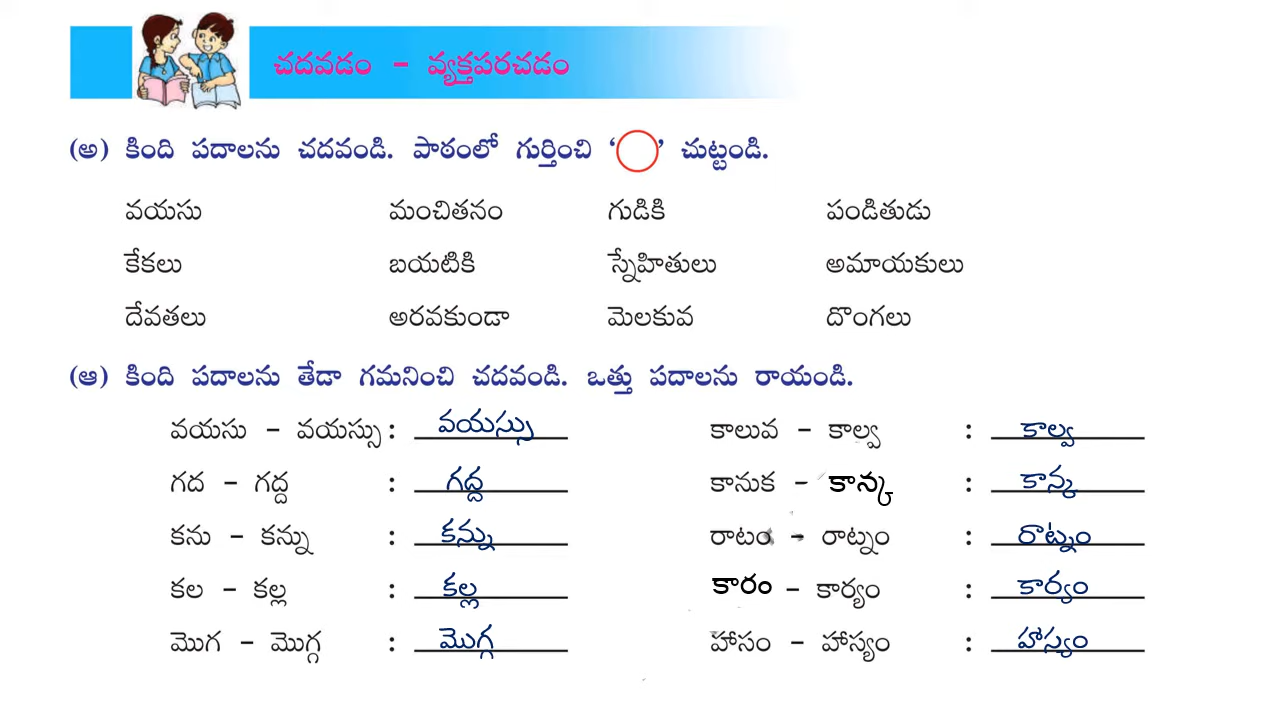 చదవడం – వ్యక్తపరచడం
(అ) కింది పదాలను చదవండి. పాఠంలో గుర్తించి ‘◯’ చుట్టండి.
వయసు మంచితనం గుడికి పండితుడు
కేకలు బయటికి స్నేహితులు అమాయకులు
దేవతలు అరవకుండా మెలకువ దొంగలు
(ఆ) కింది పదాలను తేడా గమనించి చదవండి. ఒత్తు పదాలను రాయండి.
వయసు – వయస్సు : వయస్సు కాలువ – కాల్వ : కాల్వ
గద – గద్ద : గద్ద కానుక – కాన్క : కాన్క
కను – కన్ను : కన్ను రాటం – రాట్నం : రాట్నం
కల – కల్ల : కల్ల కారం – కార్యం : కార్యం
మొగ – మొగ్గ : మొగ్గ హాసం – హాస్యం : హాస్యం